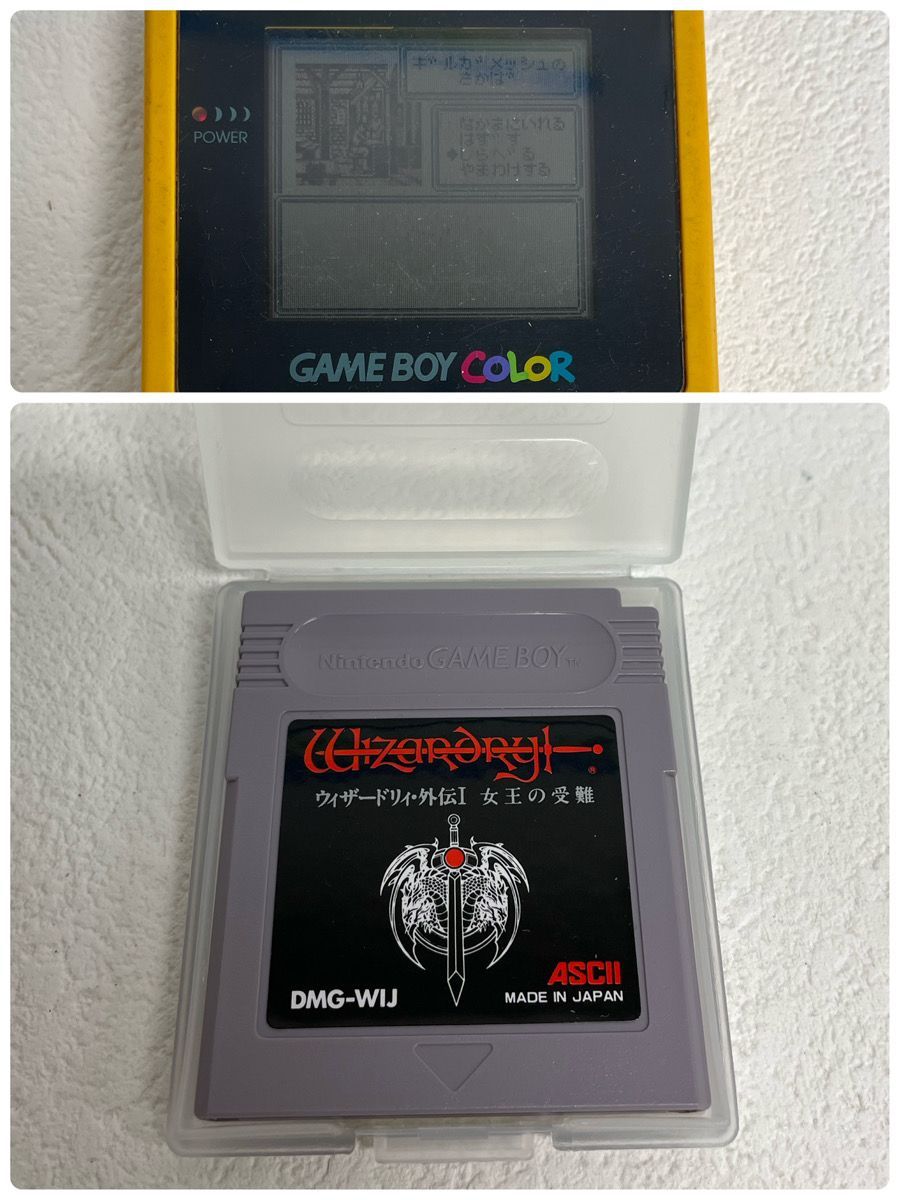 ギルガメッシュの
さかば
なかまにいれる
はずす
◆しらべる
やまわけする
POWER
GAME BOY COLOR
Nintendo GAME BOY TM
Wizardry®
ウィザードリィ・外伝I 女王の受難
ASCII
DMG-WIJ
MADE IN JAPAN